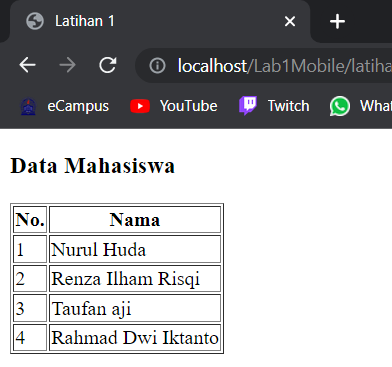 Latihan 1
localhost/Lab1Mobile/latiha
eCampus YouTube Twitch What
Data Mahasiswa
No. Nama
1 Nurul Huda
2 Renza Ilham Risqi
3 Taufan aji
4 Rahmad Dwi Iktanto